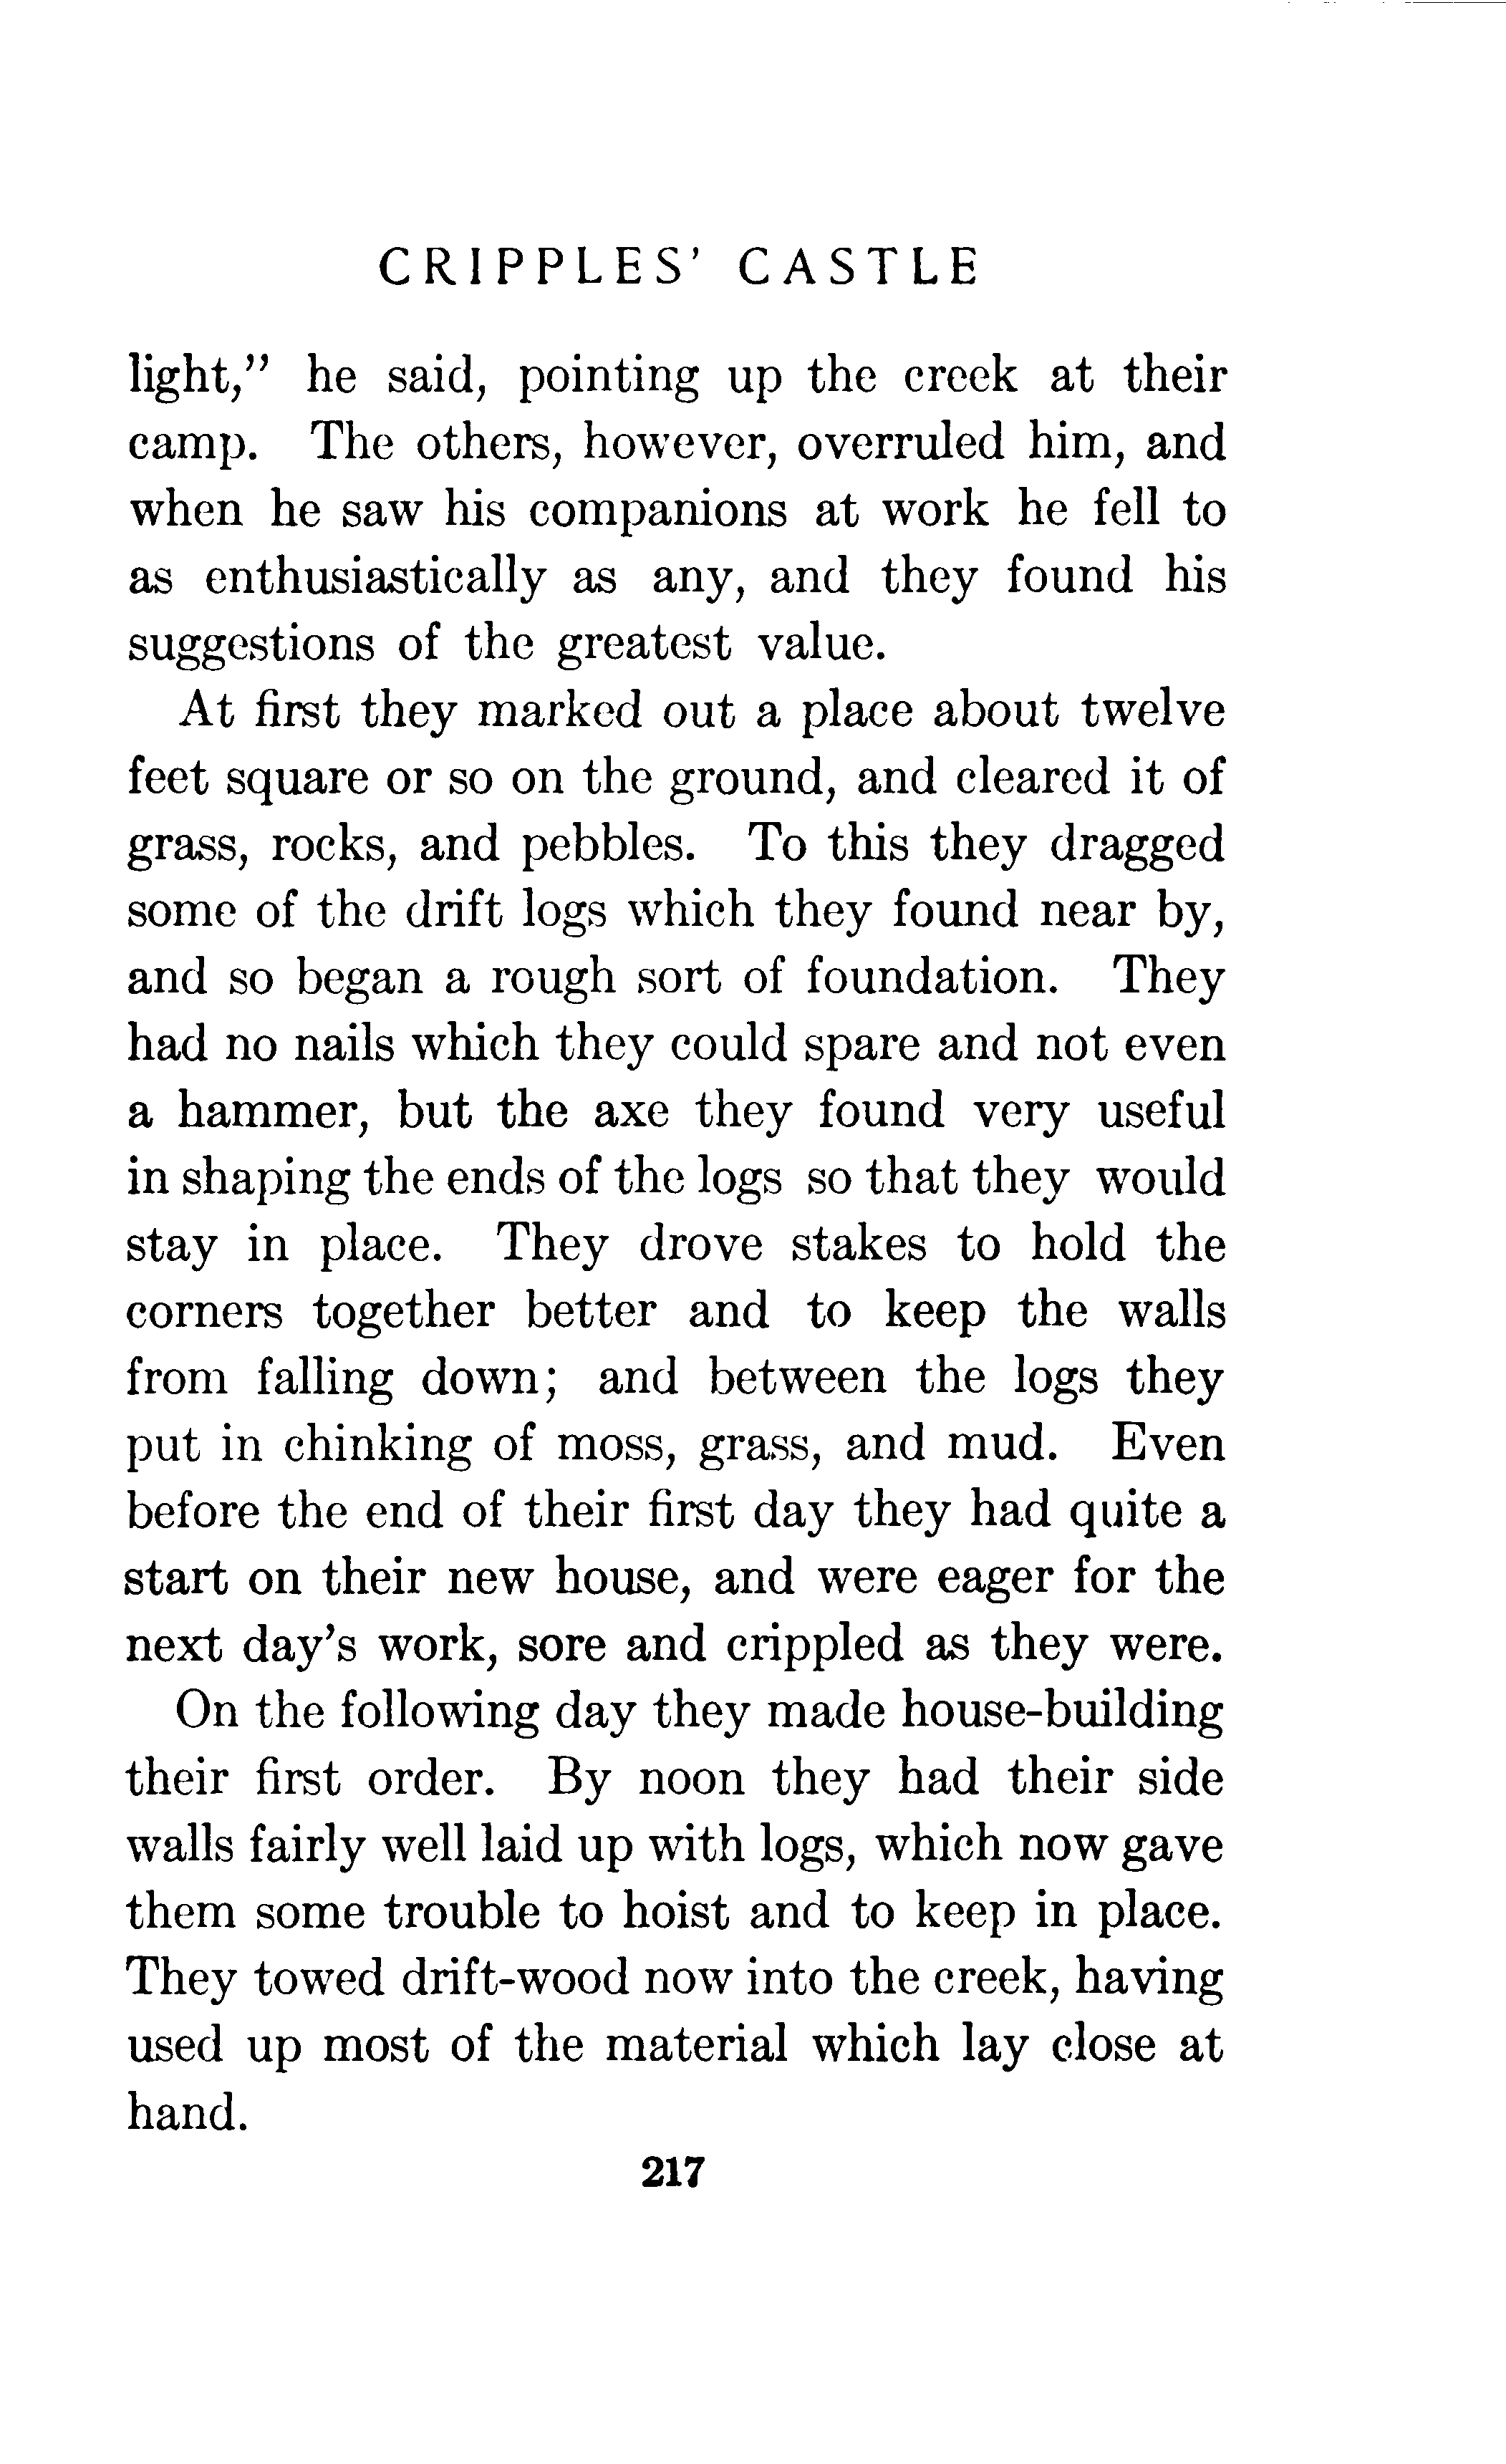 CRIPPLES' CASTLE
light,” he said, pointing up the creek at their
camp. The others, however, overruled him, and
when he saw his companions at work he fell to
as enthusiastically as any, and they found his
suggestions of the greatest value.
At first they marked out a place about twelve
feet square or so on the ground, and cleared it of
grass, rocks, and pebbles. To this they dragged
some of the drift logs which they found near by,
and so began a rough sort of foundation. They
had no nails which they could spare and not even
a hammer, but the axe they found very useful
in shaping the ends of the logs so that they would
stay in place. They drove stakes to hold the
corners together better and to keep the walls
from falling down; and between the logs they
put in chinking of moss, grass, and mud. Even
before the end of their first day they had quite a
start on their new house, and were eager for the
next day's work, sore and crippled as they were.
On the following day they made house-building
their first order. By noon they had their side
walls fairly well laid up with logs, which now gave
them some trouble to hoist and to keep in place.
They towed drift-wood now into the creek, having
used up most of the material which lay close at
hand.
217